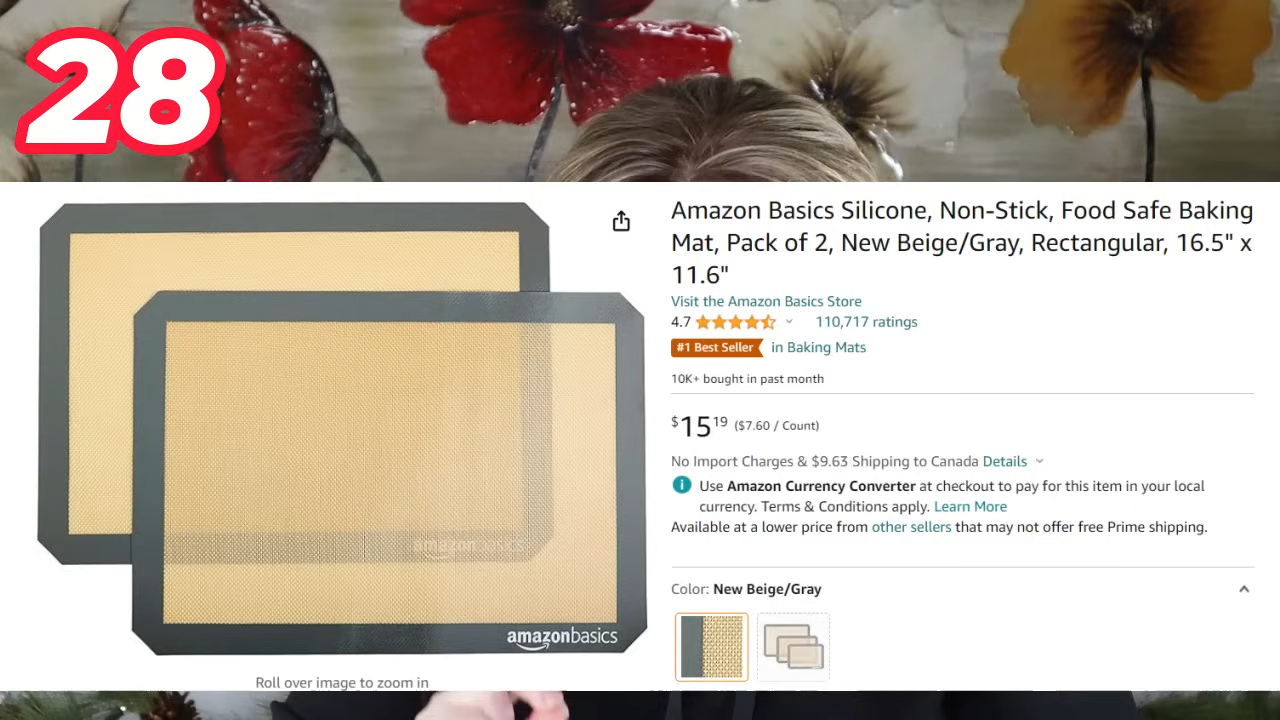 28
Amazon Basics Silicone, Non-Stick, Food Safe Baking
Mat, Pack of 2, New Beige/Gray, Rectangular, 16.5" x
11.6"
Visit the Amazon Basics Store
4.7 110,717 ratings
#1 Best Seller in Baking Mats
10K+ bought in past month
$15 19 ($7.60 / Count)
No Import Charges & $9.63 Shipping to Canada Details
i Use Amazon Currency Converter at checkout to pay for this item in your local
currency. Terms & Conditions apply. Learn More
Available at a lower price from other sellers that may not offer free Prime shipping.
Color: New Beige/Gray
amazonbasics
amazonbasics
Roll over image to zoom in